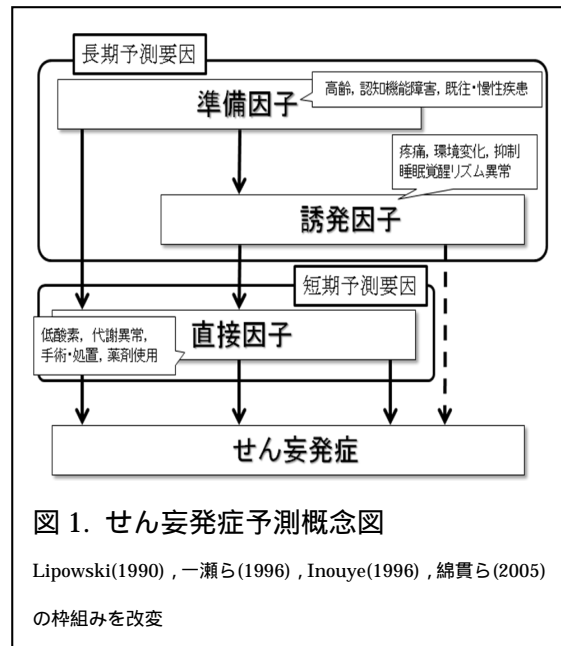 長期予測要因
準備因子
高齢, 認知機能障害, 既往・慢性疾患
疼痛, 環境変化, 抑制
睡眠覚醒リズム異常
誘発因子
短期予測要因
低酸素, 代謝異常,
手術・処置, 薬剤使用
直接因子
せん妄発症
図 1. せん妄発症予測概念図
Lipowski(1990) , 一瀬ら(1996) , Inouye(1996) , 綿貫ら(2005)
の枠組みを改変